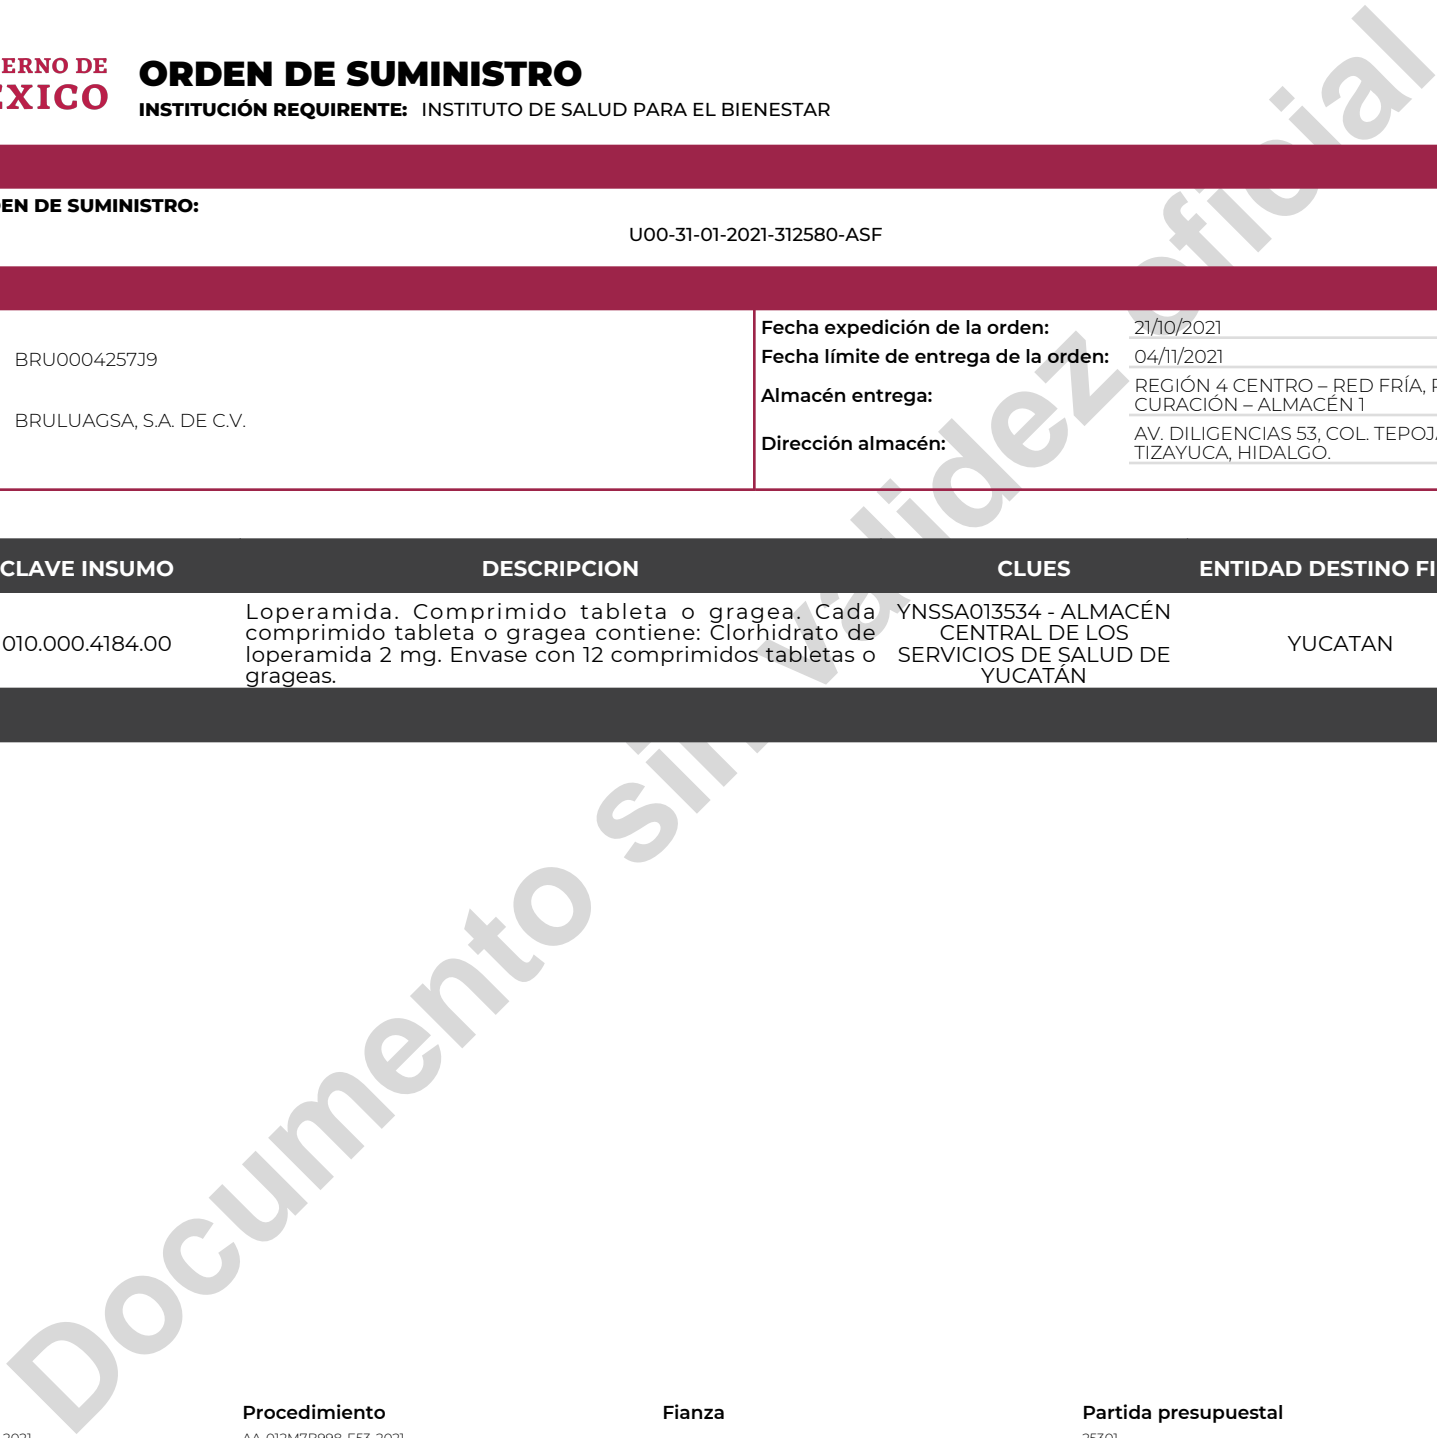 ERNO DE
EXICO
ORDEN DE SUMINISTRO
INSTITUCIÓN REQUIRENTE: INSTITUTO DE SALUD PARA EL BIENESTAR
EN DE SUMINISTRO:
U00-31-01-2021-312580-ASF
BRU0004257J9
BRULUAGSA, S.A. DE C.V.
Fecha expedición de la orden: 21/10/2021
Fecha límite de entrega de la orden: 04/11/2021
Almacén entrega: REGIÓN 4 CENTRO – RED FRÍA,
CURACIÓN – ALMACÉN 1
Dirección almacén: AV. DILIGENCIAS 53, COL. TEPOJA
TIZAYUCA, HIDALGO.
CLAVE INSUMO DESCRIPCION CLUES ENTIDAD DESTINO FI
010.000.4184.00
Loperamida. Comprimido tableta o gragea. Cada
comprimido tableta o gragea contiene: Clorhidrato de
loperamida 2 mg. Envase con 12 comprimidos tabletas o
grageas.
YNSSA013534 - ALMACÉN
CENTRAL DE LOS
SERVICIOS DE SALUD DE
YUCATÁN
YUCATAN
Documento sin validez oficial
Procedimiento Fianza Partida presupuestal